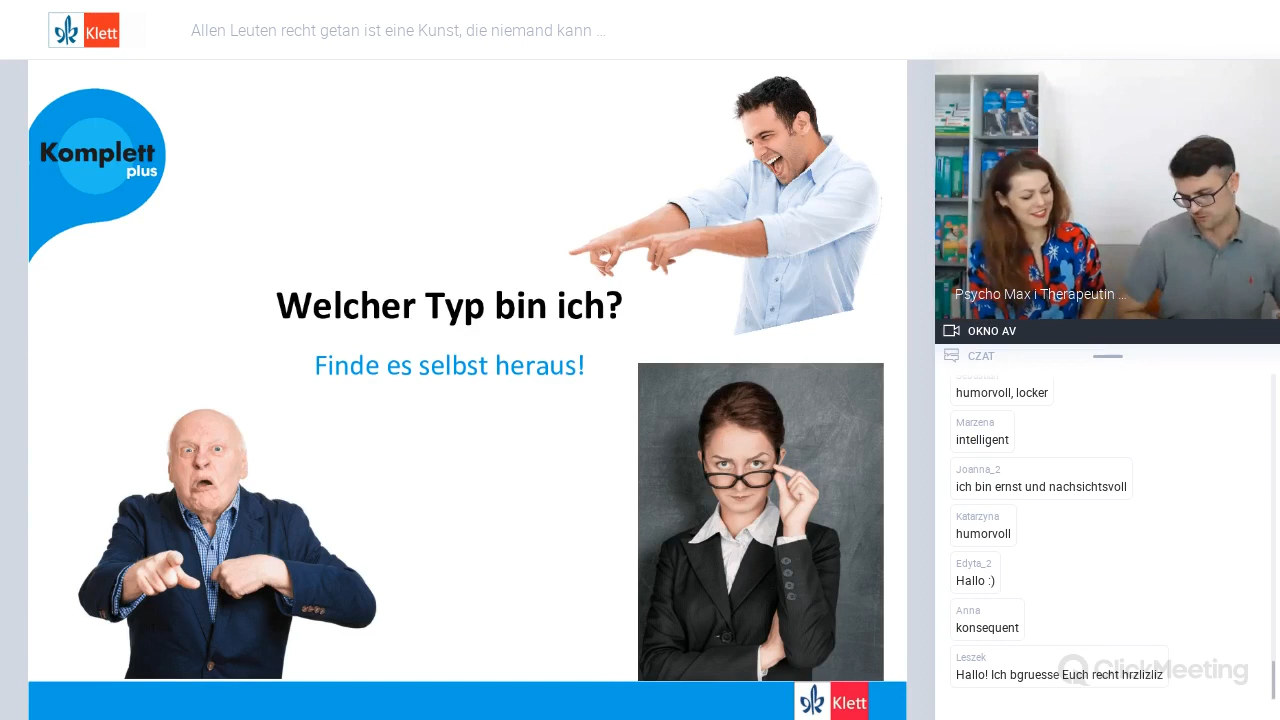 Klett
Allen Leuten recht getan ist eine Kunst, die niemand kann ...
Komplett
plus
Welcher Typ bin ich?
Finde es selbst heraus!
Klett
Psycho Max i Therapeutin ...
OKNO AV
CZAT
humorvoll, locker
Marzena
intelligent
Joanna_2
ich bin ernst und nachsichtsvoll
Katarzyna
humorvoll
Edyta_2
Hallo :)
Anna
konsequent
Leszek
Hallo! Ich bgruesse Euch recht hrzlizliz
ClickMeeting